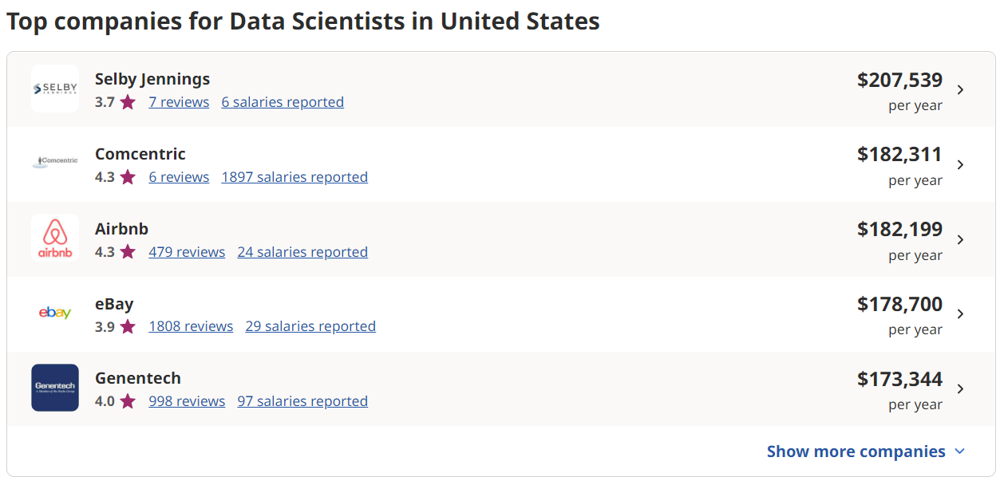 Top companies for Data Scientists in United States
SELBY
JENNINGS
Selby Jennings
$207,539
3.7 7 reviews 6 salaries reported
per year
Comcentric
Comcentric
$182,311
4.3 6 reviews 1897 salaries reported
per year
airbnb
Airbnb
$182,199
4.3 479 reviews 24 salaries reported
per year
ebay
eBay
$178,700
3.9 1808 reviews 29 salaries reported
per year
Genentech
A Member of the Roche Group
Genentech
$173,344
4.0 998 reviews 97 salaries reported
per year
Show more companies